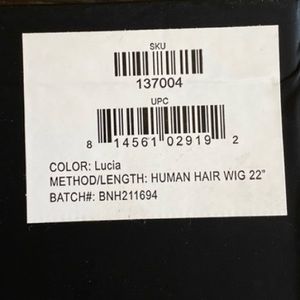 SKU
137004
UPC
8 14561 02919 2
COLOR: Lucia
METHOD/LENGTH: HUMAN HAIR WIG 22"
BATCH#: BNH211694